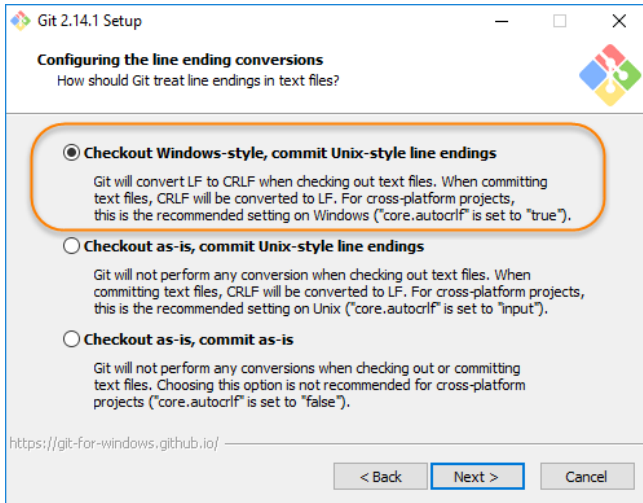 Git 2.14.1 Setup
Configuring the line ending conversions
How should Git treat line endings in text files?
Checkout Windows-style, commit Unix-style line endings
Git will convert LF to CRLF when checking out text files. When committing
text files, CRLF will be converted to LF. For cross-platform projects,
this is the recommended setting on Windows ("core.autocrlf" is set to "true").
Checkout as-is, commit Unix-style line endings
Git will not perform any conversion when checking out text files. When
committing text files, CRLF will be converted to LF. For cross-platform projects,
this is the recommended setting on Unix ("core.autocrlf" is set to "input").
Checkout as-is, commit as-is
Git will not perform any conversions when checking out or committing
text files. Choosing this option is not recommended for cross-platform
projects ("core.autocrlf" is set to "false").
https://git-for-windows.github.io/
< Back
Next >
Cancel